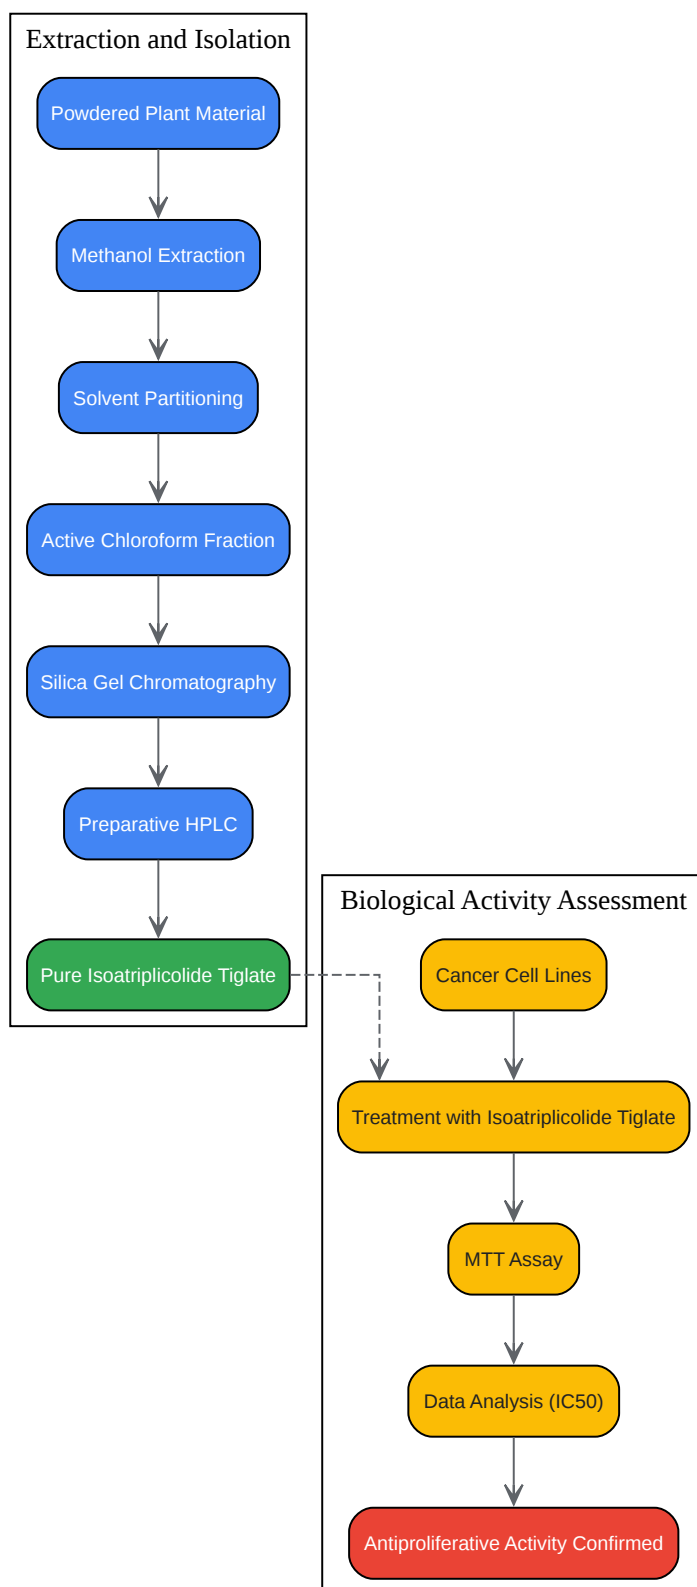 Extraction and Isolation
Powdered Plant Material
Methanol Extraction
Solvent Partitioning
Active Chloroform Fraction
Silica Gel Chromatography
Preparative HPLC
Pure Isoatriplicolide Tiglate
Biological Activity Assessment
Cancer Cell Lines
Treatment with Isoatriplicolide Tiglate
MTT Assay
Data Analysis (IC50)
Antiproliferative Activity Confirmed